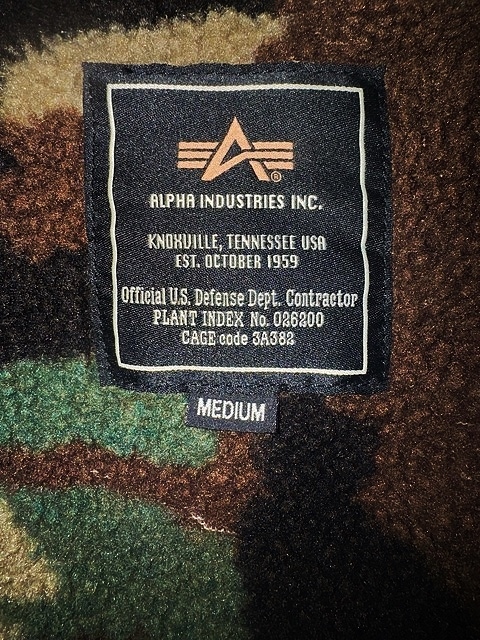 ®
ALPHA INDUSTRIES INC.
KNOXVILLE, TENNESSEE USA
EST. OCTOBER 1959
Official U.S. Defense Dept. Contractor
PLANT INDEX No. 026200
CAGE code 3A382
MEDIUM